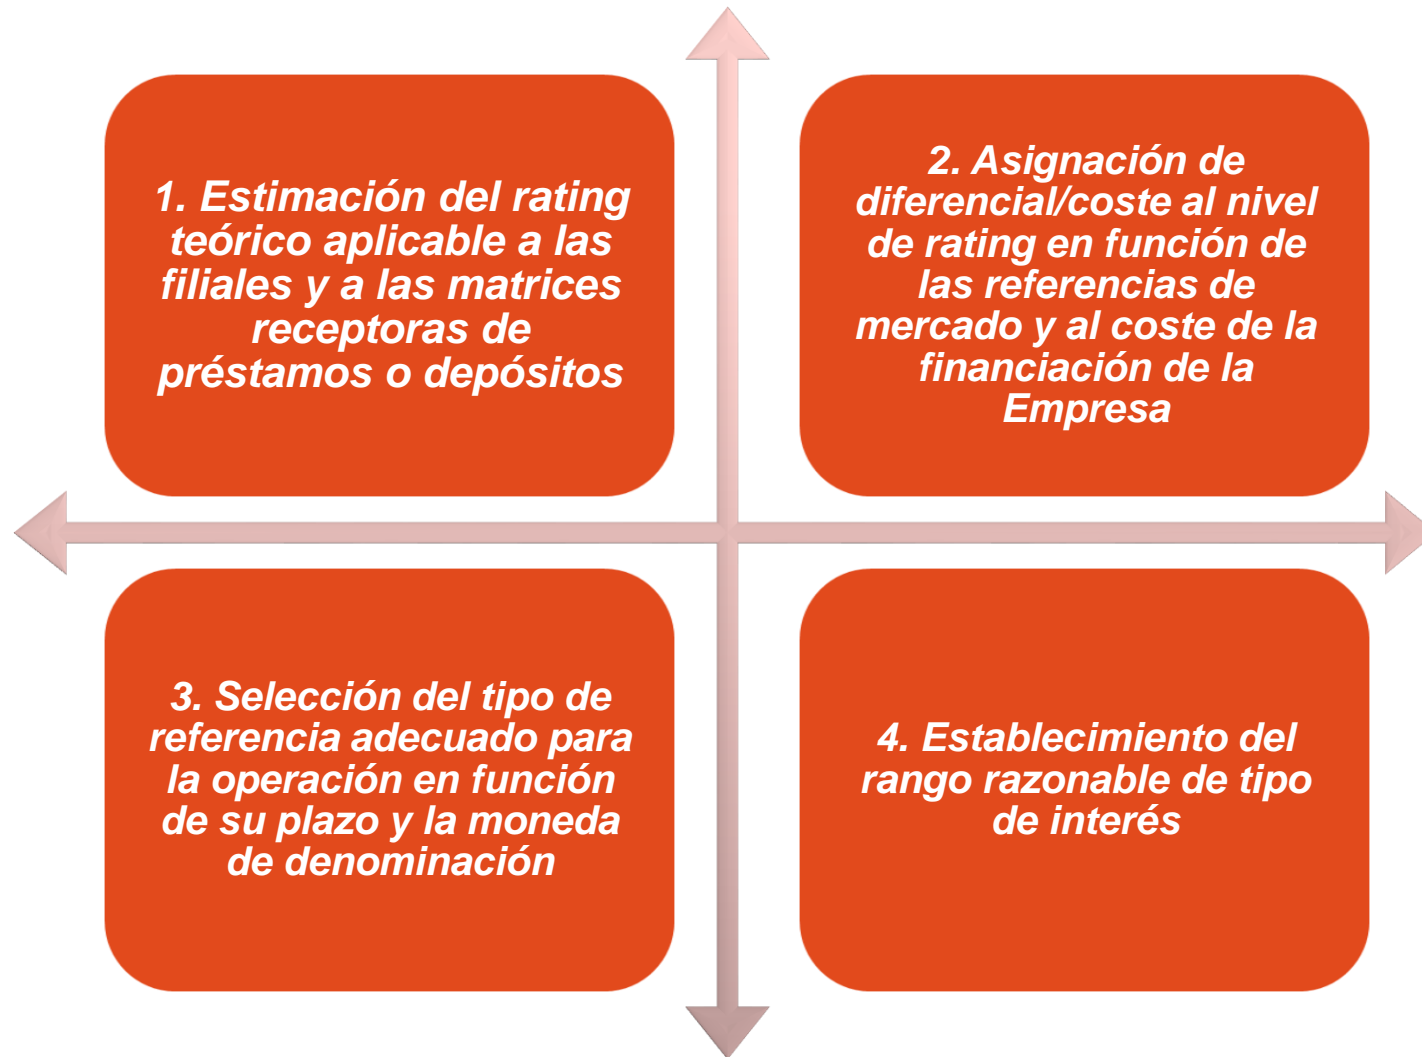 1. Estimación del rating
teórico aplicable a las
filiales y a las matrices
receptoras de
préstamos o depósitos
2. Asignación de
diferencial/coste al nivel
de rating en función de
las referencias de
mercado y al coste de la
financiación de la
Empresa
3. Selección del tipo de
referencia adecuado para
la operación en función
de su plazo y la moneda
de denominación
4. Establecimiento del
rango razonable de tipo
de interés